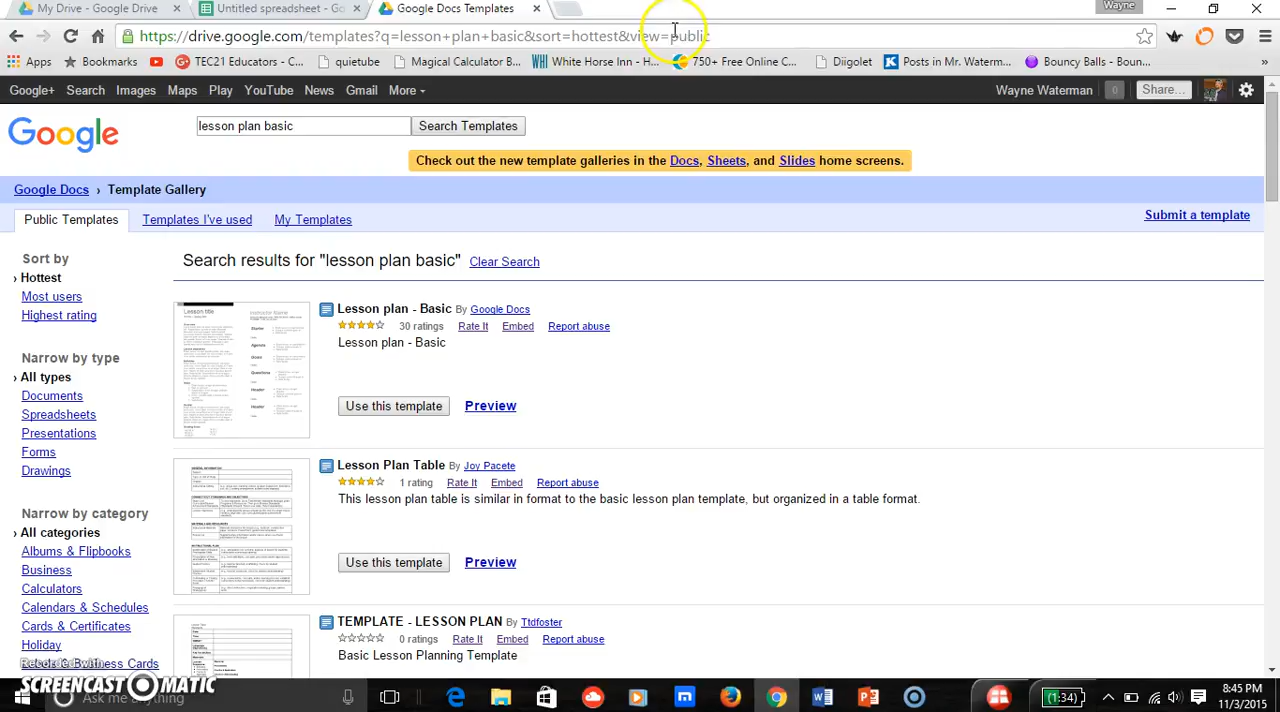 My Drive - Google Drive
Untitled spreadsheet - Go
Google Docs Templates
Wayne
https://drive.google.com/templates?q=lesson+plan+basic&sort=hottest&view=public
Apps
Bookmarks
TEC21 Educators - C...
quietube
Magical Calculator B...
White Horse Inn - H...
750+ Free Online C...
Diigolet
Posts in Mr. Waterm...
Bouncy Balls - Boun...
»
Google+ Search Images Maps Play YouTube News Gmail More
Wayne Waterman 0 Share...
Google
lesson plan basic
Search Templates
Check out the new template galleries in the Docs, Sheets, and Slides home screens.
Google Docs › Template Gallery
Public Templates Templates I've used My Templates
Submit a template
Sort by
› Hottest
Most users
Highest rating
Narrow by type
› All types
Documents
Spreadsheets
Presentations
Forms
Drawings
Narrow by category
› All categories
Albums & Flipbooks
Business
Calculators
Calendars & Schedules
Cards & Certificates
Holiday
Search results for "lesson plan basic" Clear Search
Lesson title
Lesson plan - Basic By Google Docs
30 ratings Rate It Embed Report abuse
Lesson plan - Basic
Use this template Preview
Lesson Plan Table By Joy Pacete
1 rating Rate It Embed Report abuse
This lesson plan table is similar in format to the basic lesson plan template, but organized in a table format.
Use this template Preview
TEMPLATE - LESSON PLAN By Ttdfoster
0 ratings Rate It Embed Report abuse
Basic Lesson Planning Template
SCREENCAST MATIC
Ask me anything
1:34
8:45 PM
11/3/2015